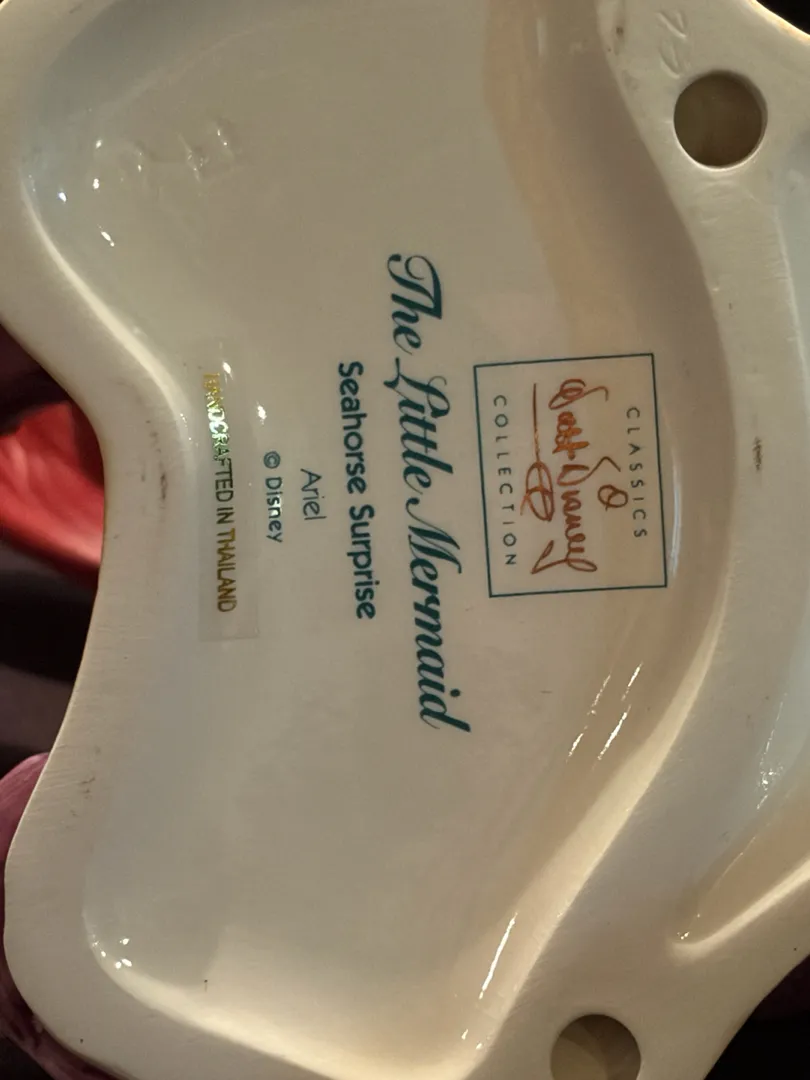 CLASSICS
Walt Disney
COLLECTION
The Little Mermaid
Seahorse Surprise
Ariel
© Disney
HANDCRAFTED IN THAILAND